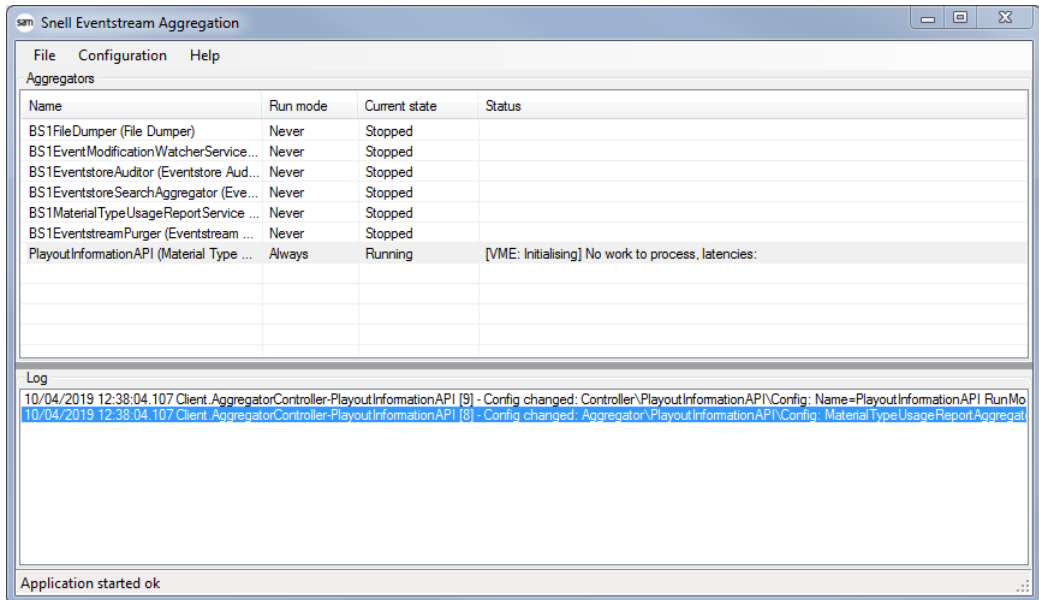 sam Snell Eventstream Aggregation
File Configuration Help
Aggregators
Name Run mode Current state Status
BS1FileDumper (File Dumper) Never Stopped
BS1EventModificationWatcherService... Never Stopped
BS1EventstoreAuditor (Eventstore Aud... Never Stopped
BS1EventstoreSearchAggregator (Eve... Never Stopped
BS1MaterialTypeUsageReportService ... Never Stopped
BS1EventstreamPurger (Eventstream ... Never Stopped
PlayoutInformationAPI (Material Type ... Always Running [VME: Initialising] No work to process, latencies:
Log
10/04/2019 12:38:04.107 Client.AggregatorController-PlayoutInformationAPI [9] - Config changed: Controller\PlayoutInformationAPI\Config: Name=PlayoutInformationAPI RunMo
10/04/2019 12:38:04.107 Client.AggregatorController-PlayoutInformationAPI [8] - Config changed: Aggregator\PlayoutInformationAPI\Config: MaterialTypeUsageReportAggregat
Application started ok